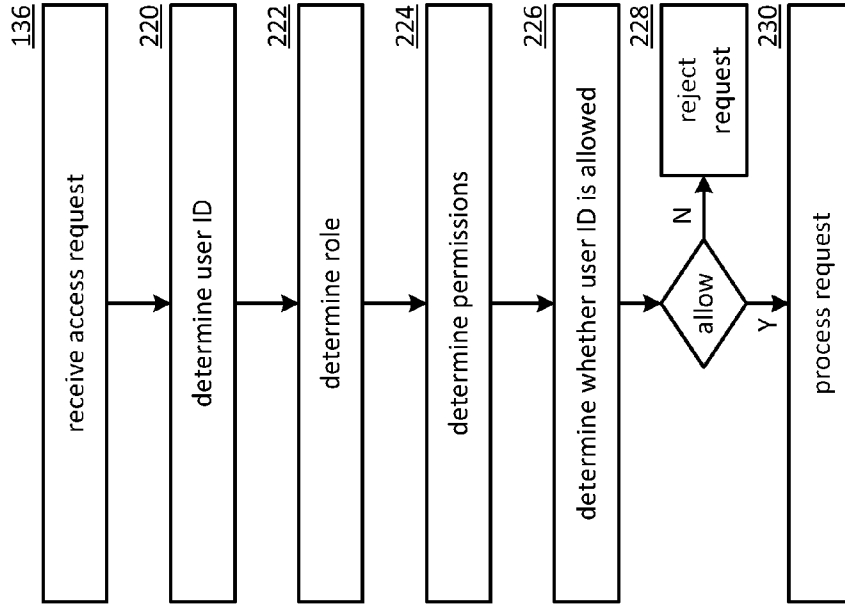 136
receive access request
220
determine user ID
222
determine role
224
determine permissions
226
determine whether user ID is allowed
228
reject
request
allow
N
Y
230
process request